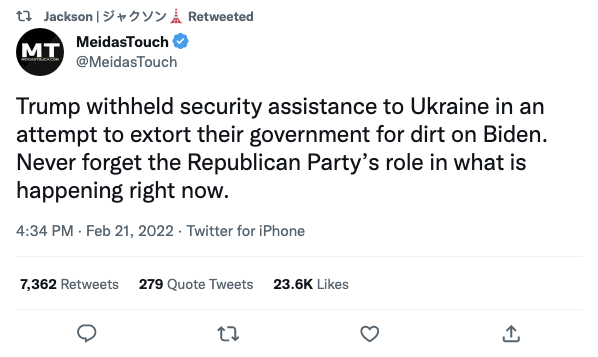 Jackson | ジャクソン🗼 Retweeted
MT
MEIDASTOUCH.COM
MeidasTouch
@MeidasTouch
Trump withheld security assistance to Ukraine in an
attempt to extort their government for dirt on Biden.
Never forget the Republican Party’s role in what is
happening right now.
4:34 PM · Feb 21, 2022 · Twitter for iPhone
7,362 Retweets 279 Quote Tweets 23.6K Likes